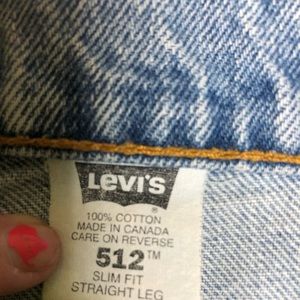 Levi's
100% COTTON
MADE IN CANADA
CARE ON REVERSE
512™
SLIM FIT
STRAIGHT LEG